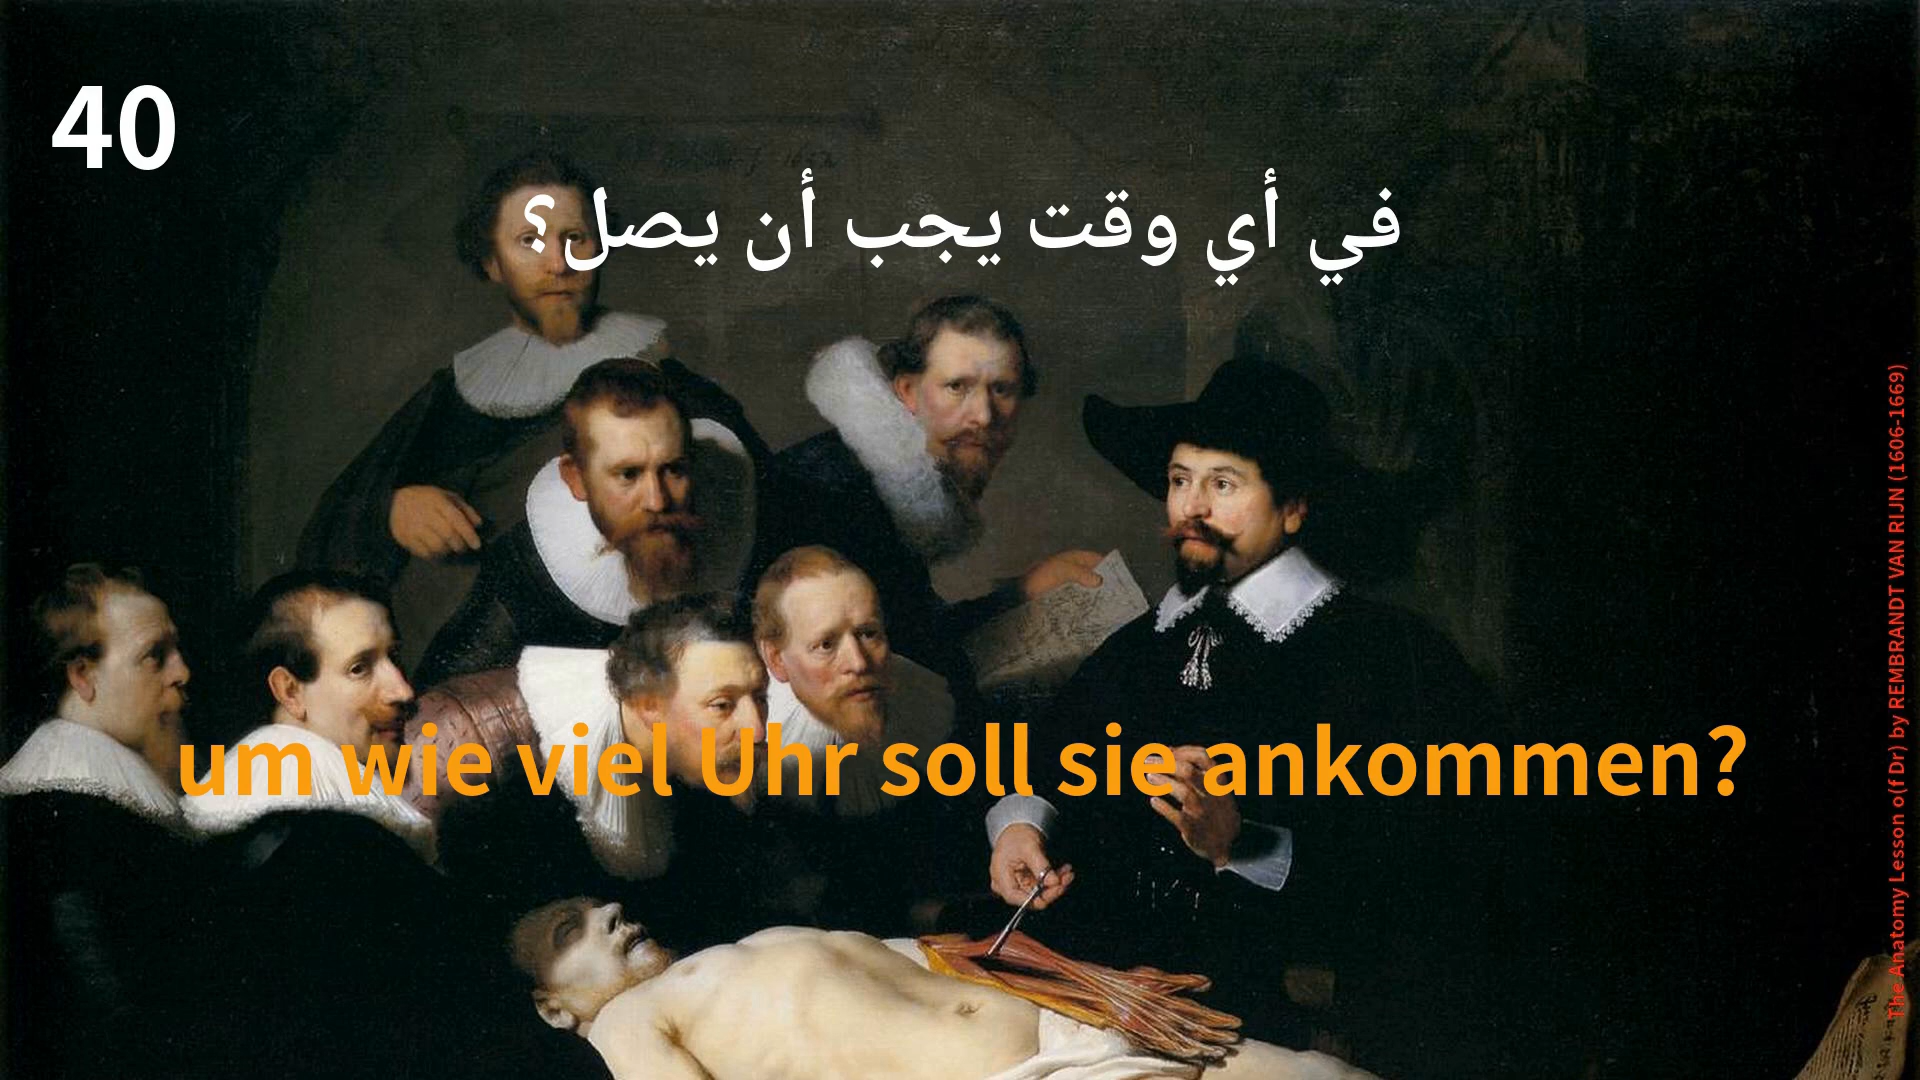 40
في أي وقت يجب أن يصل؟
um wie viel Uhr soll sie ankommen?
The Anatomy Lesson o(f Dr) by REMBRANDT VAN RIJN (1606-1669)